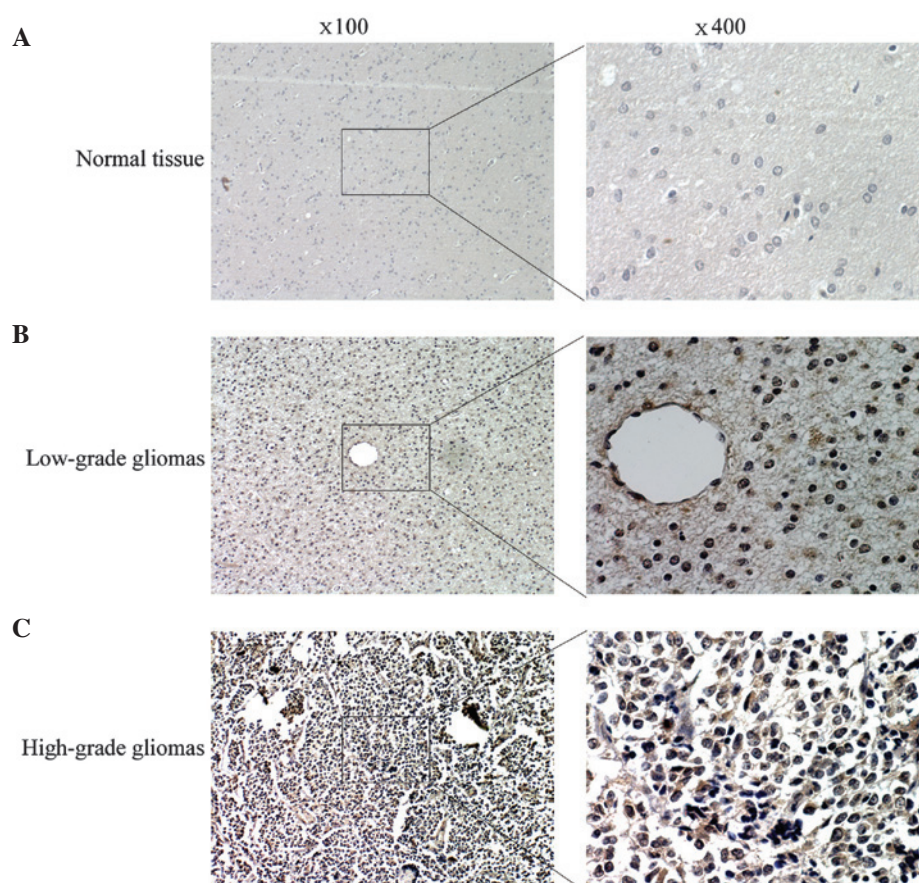 A
x100
x400
Normal tissue
B
Low-grade gliomas
C
High-grade gliomas